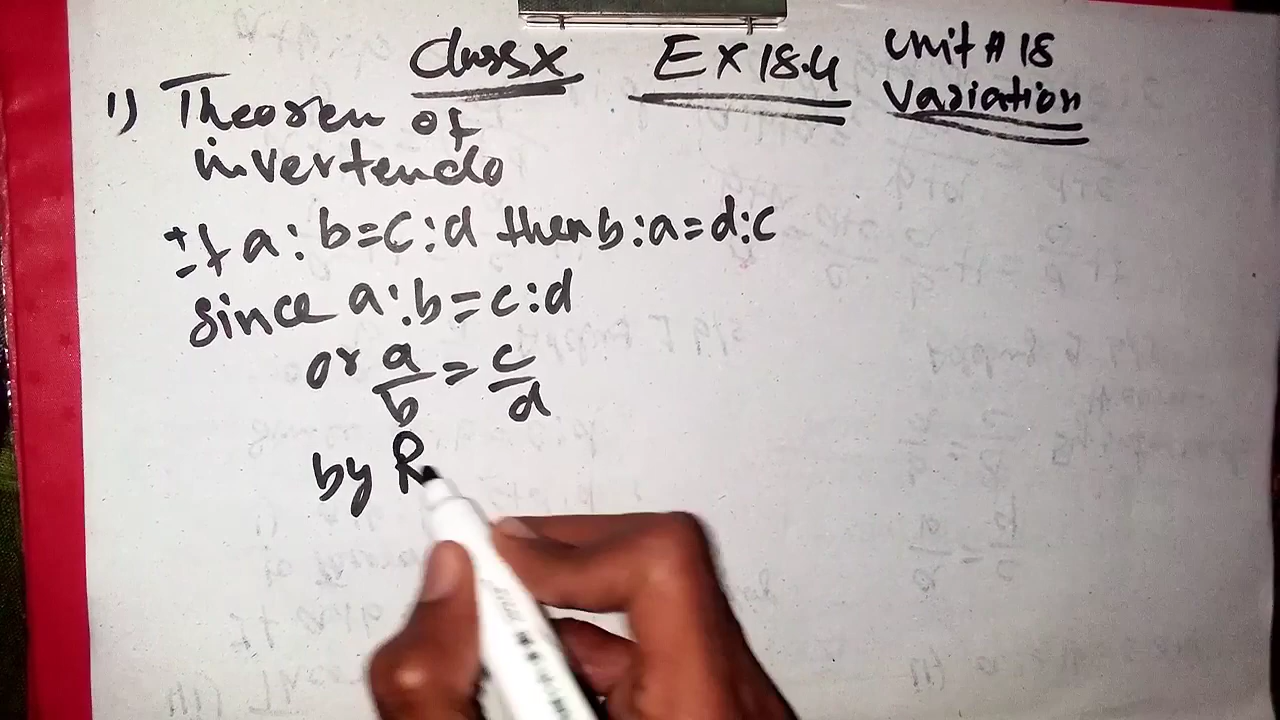 Class X Ex 18.4 Unit # 18
Variation
1) Theorem of
invertendo
If a : b = c : d then b : a = d : c
since a : b = c : d
or a/b = c/d
by R